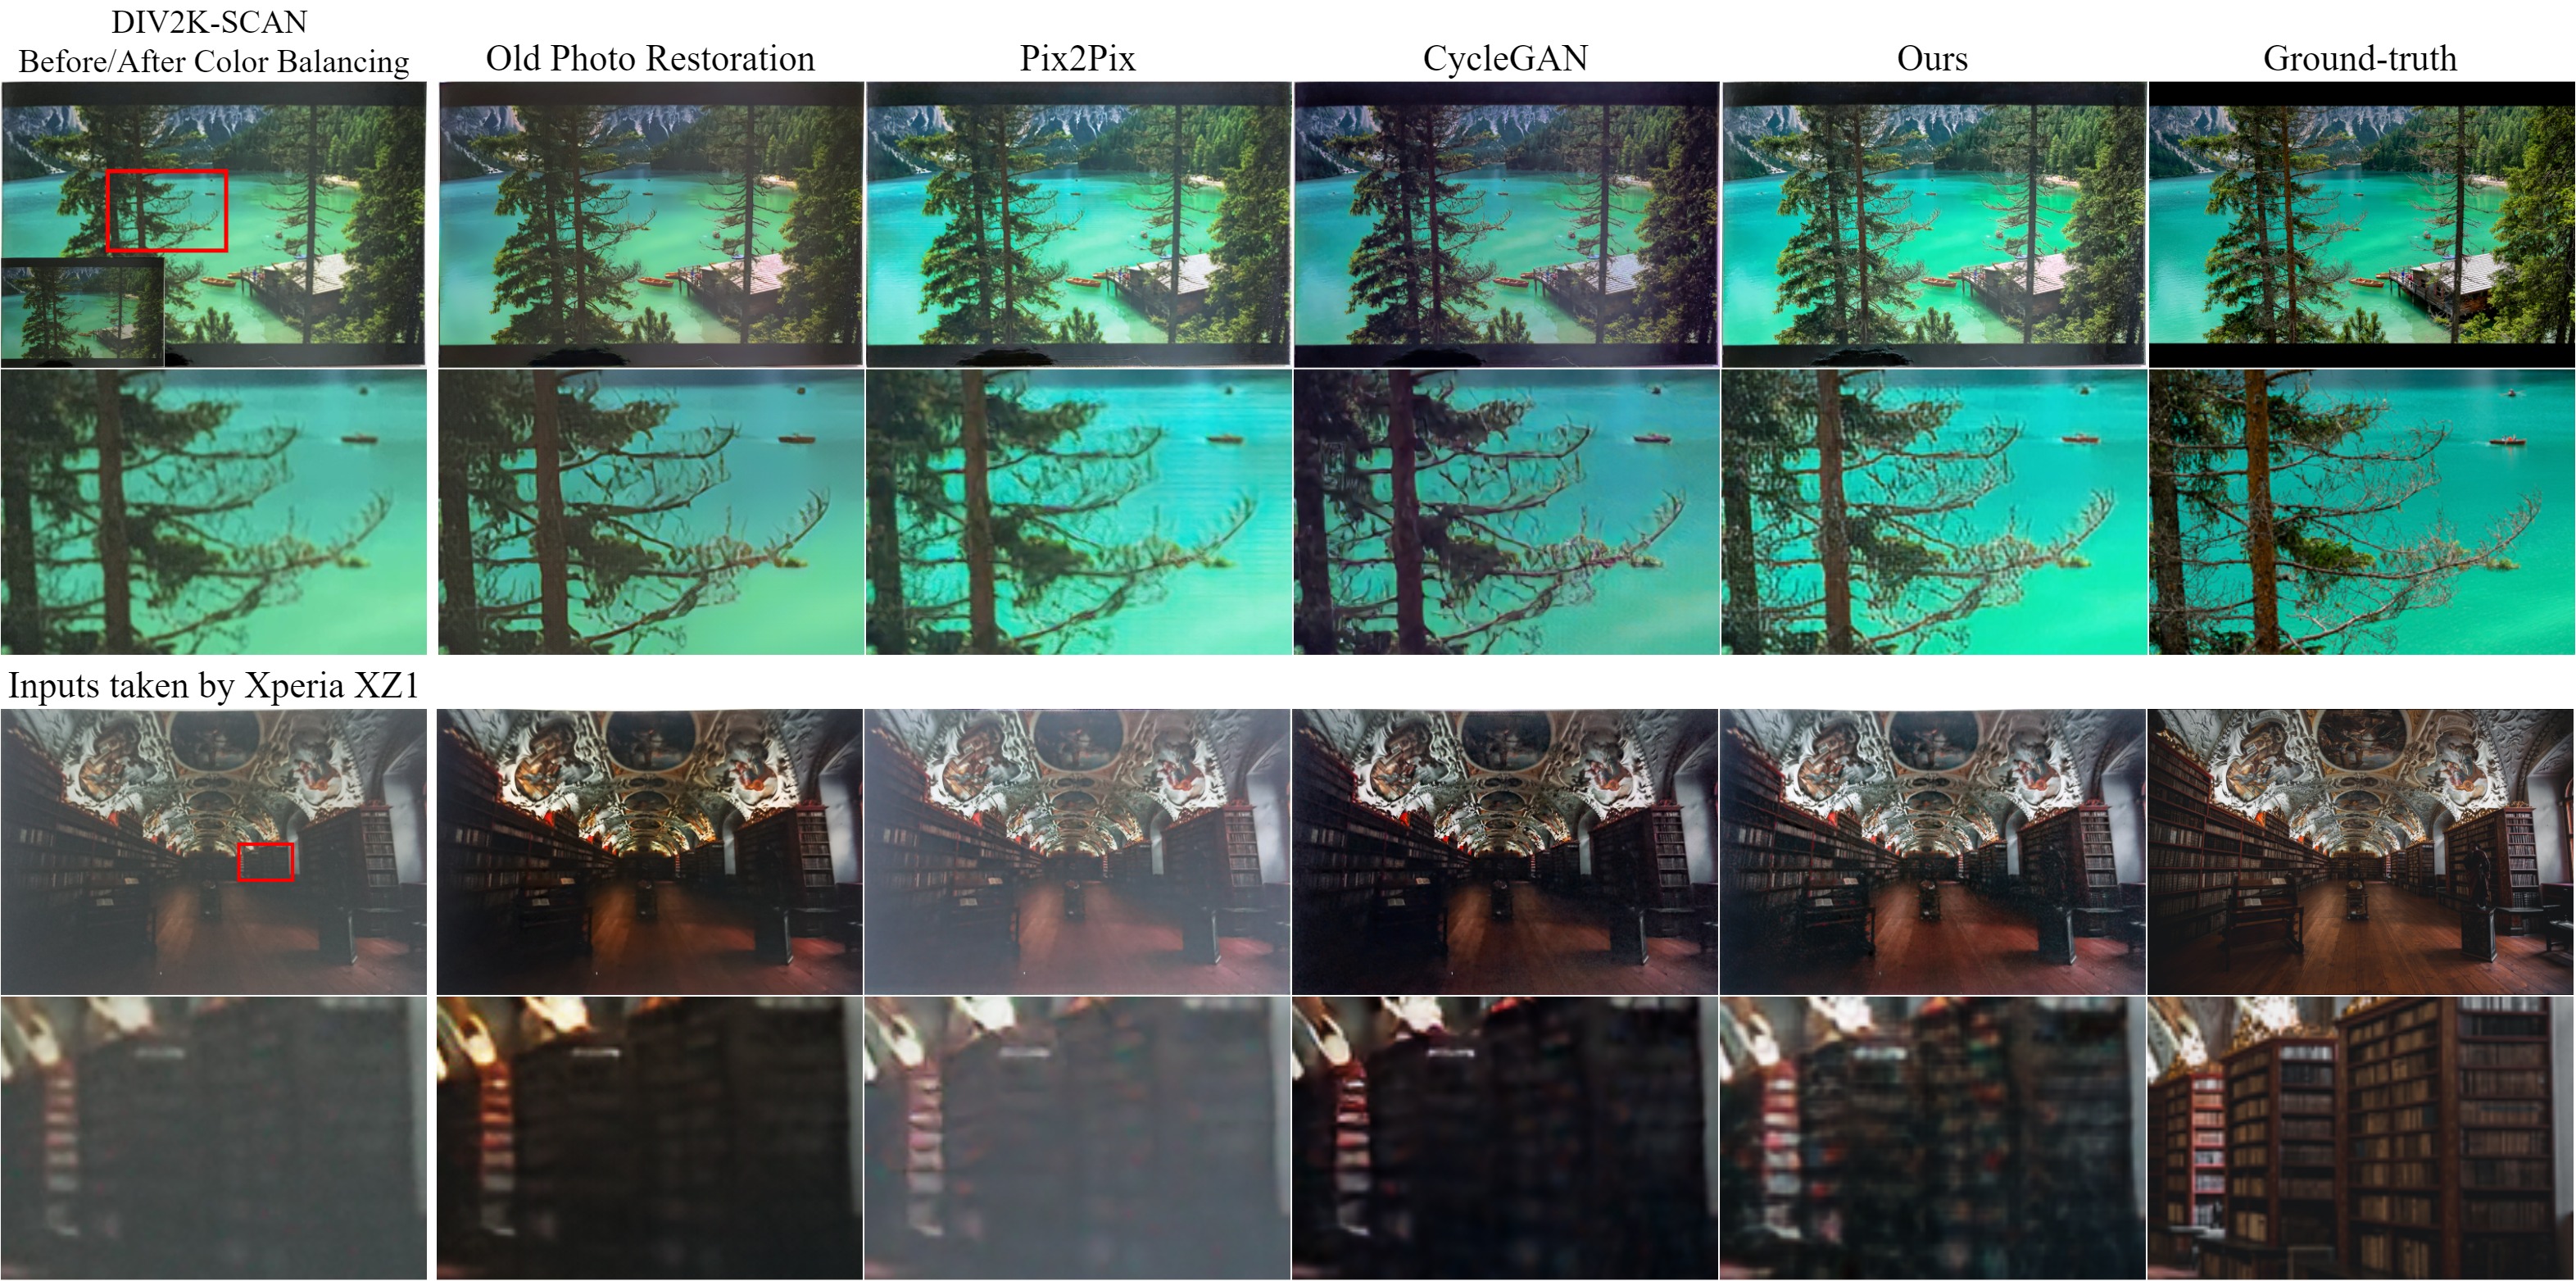 DIV2K-SCAN
Before/After Color Balancing
Old Photo Restoration
Pix2Pix
CycleGAN
Ours
Ground-truth
Inputs taken by Xperia XZ1